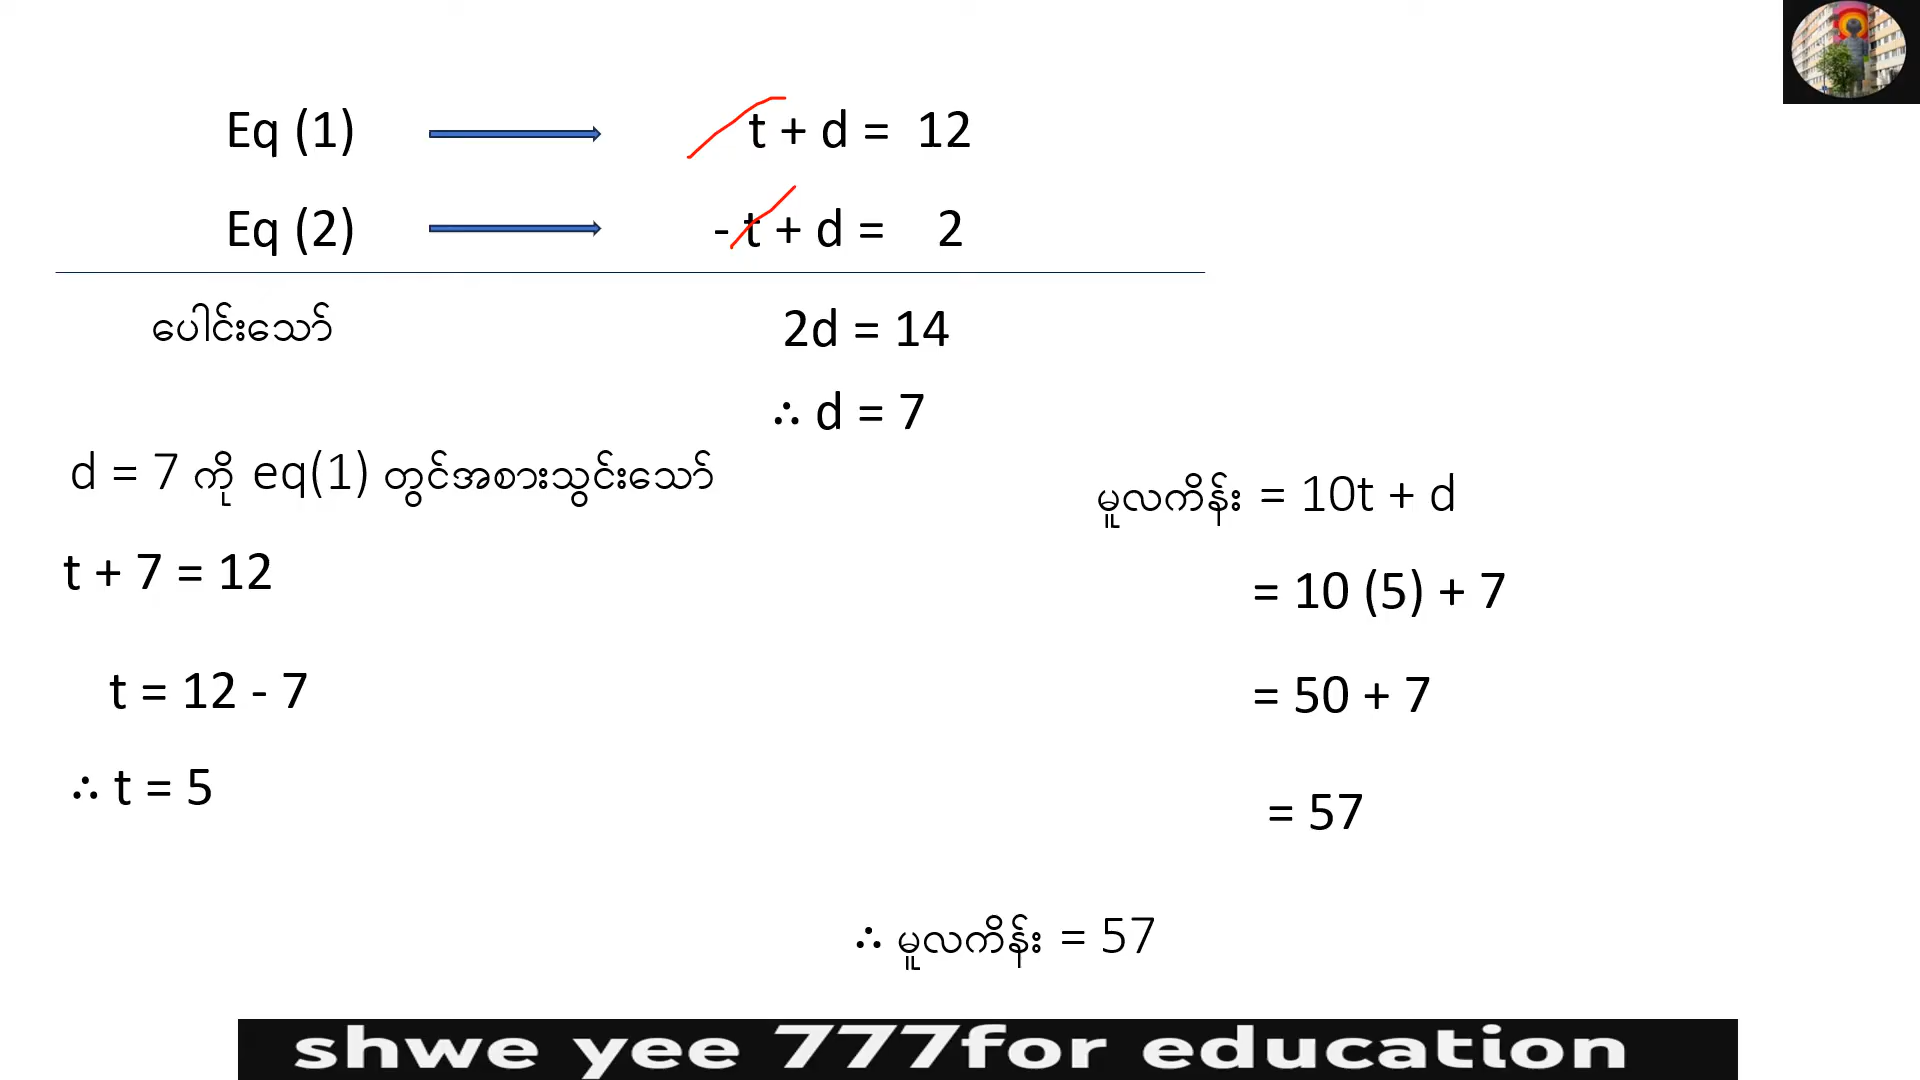 Eq (1) t + d = 12
Eq (2) - t + d = 2
ပေါင်းသော် 2d = 14
∴ d = 7
d = 7 ကို eq(1) တွင်အစားသွင်းသော်
t + 7 = 12
t = 12 - 7
∴ t = 5
မူလကိန်း = 10t + d
= 10 (5) + 7
= 50 + 7
= 57
∴ မူလကိန်း = 57
shwe yee 777for education